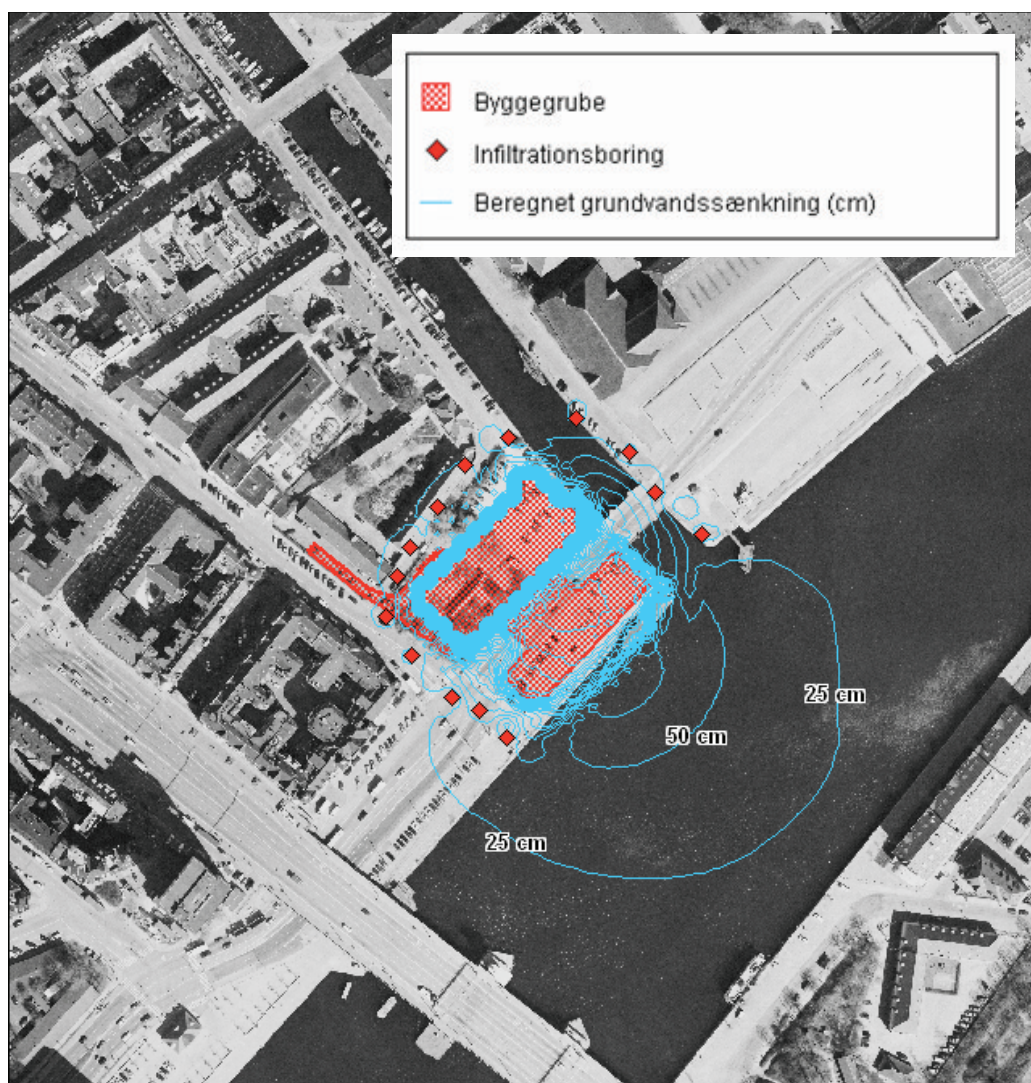 Byggegrube
Infiltrationsboring
Beregnet grundvandssænkning (cm)
25 cm
50 cm
25 cm